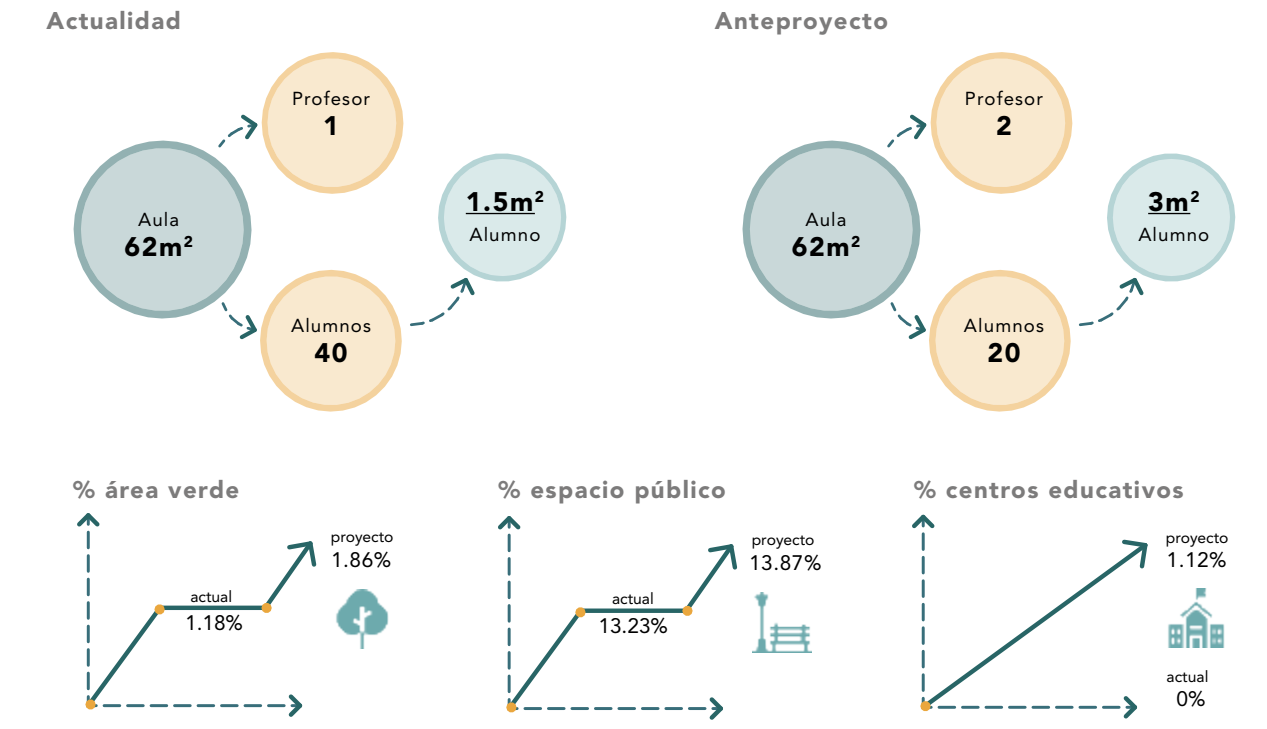 Actualidad
Profesor
1
Aula
62m²
1.5m²
Alumno
Alumnos
40
Anteproyecto
Profesor
2
Aula
62m²
3m²
Alumno
Alumnos
20
% área verde
proyecto
1.86%
actual
1.18%
% espacio público
proyecto
13.87%
actual
13.23%
% centros educativos
proyecto
1.12%
actual
0%